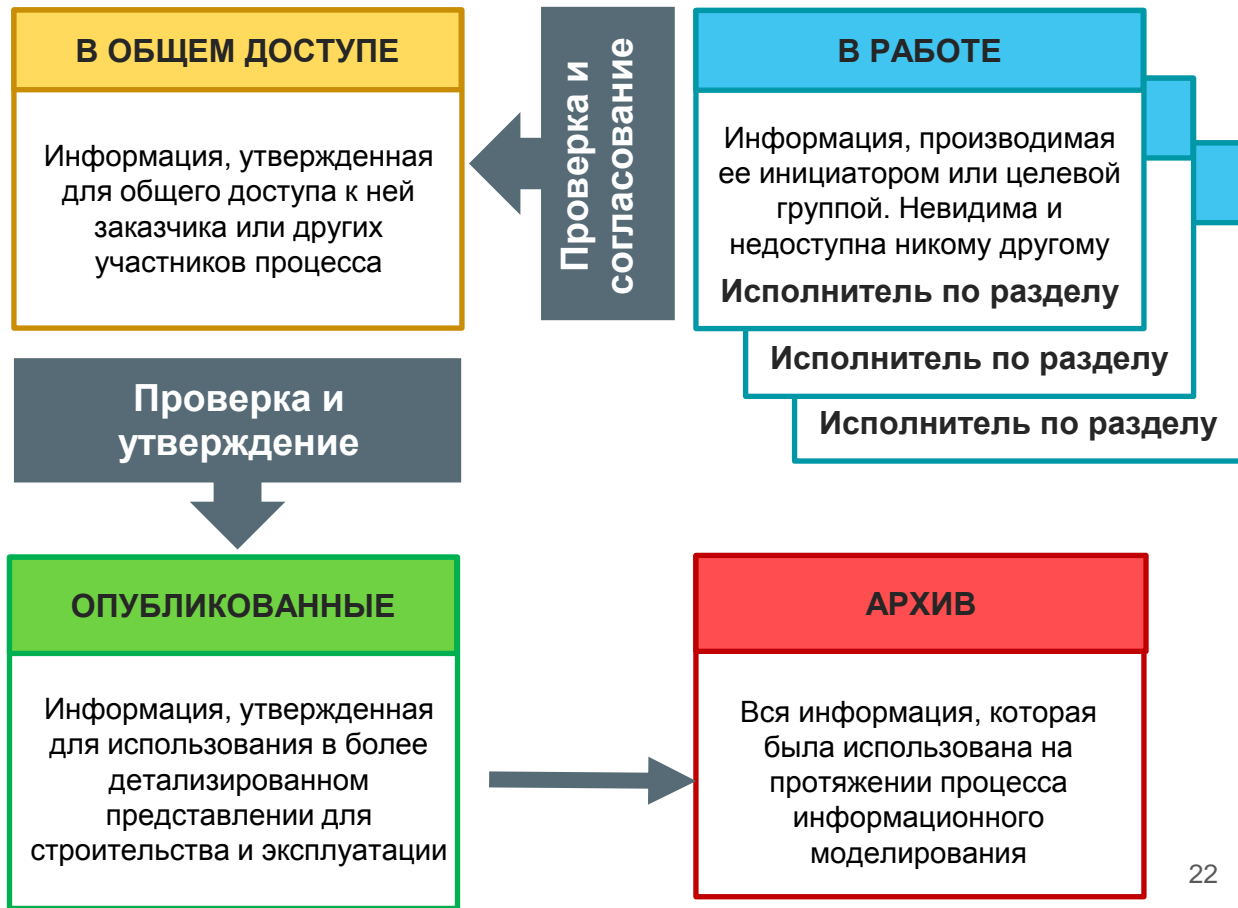 В ОБЩЕМ ДОСТУПЕ
Информация, утвержденная
для общего доступа к ней
заказчика или других
участников процесса
Проверка и
согласование
В РАБОТЕ
Информация, производимая
ее инициатором или целевой
группой. Невидима и
недоступна никому другому
Исполнитель по разделу
Исполнитель по разделу
Исполнитель по разделу
Проверка и
утверждение
ОПУБЛИКОВАННЫЕ
Информация, утвержденная
для использования в более
детализированном
представлении для
строительства и эксплуатации
АРХИВ
Вся информация, которая
была использована на
протяжении процесса
информационного
моделирования
22